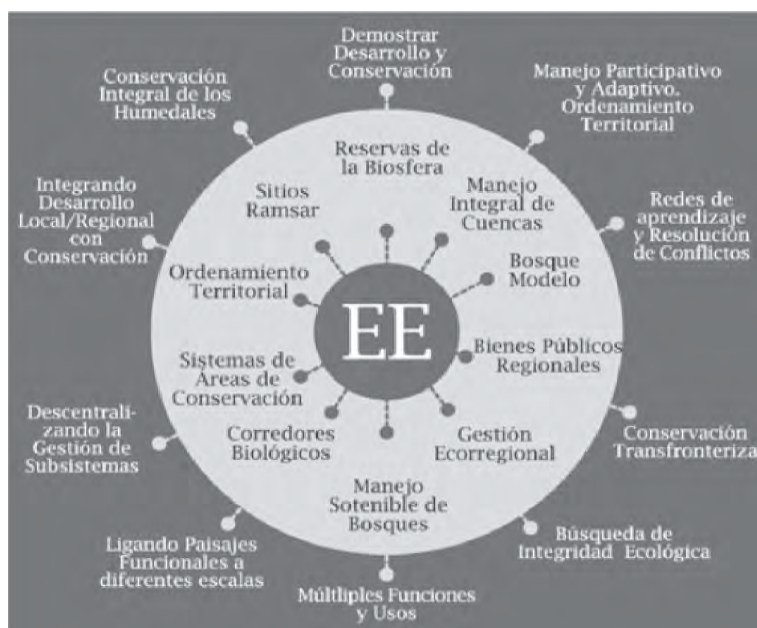 Demostrar
Desarrollo y
Conservación
Manejo Participativo
y Adaptivo.
Ordenamiento
Territorial
Redes de
aprendizaje
y Resolución
de Conflictos
Conservación
Transfronteriza
Búsqueda de
Integridad Ecológica
Múltiples Funciones
y Usos
Ligando Paisajes
Funcionales a
diferentes escalas
Descentrali-
zando la
Gestión de
Subsistemas
Integrando
Desarrollo
Local/Regional
con
Conservación
Conservación
Integral de los
Humedales
Reservas de
la Biosfera
Manejo
Integral de
Cuencas
Bosque
Modelo
Bienes Públicos
Regionales
Gestión
Ecorregional
Manejo
Sotenible de
Bosques
Corredores
Biológicos
Sistemas de
Áreas de
Conservación
Ordenamiento
Territorial
Sitios
Ramsar
EE